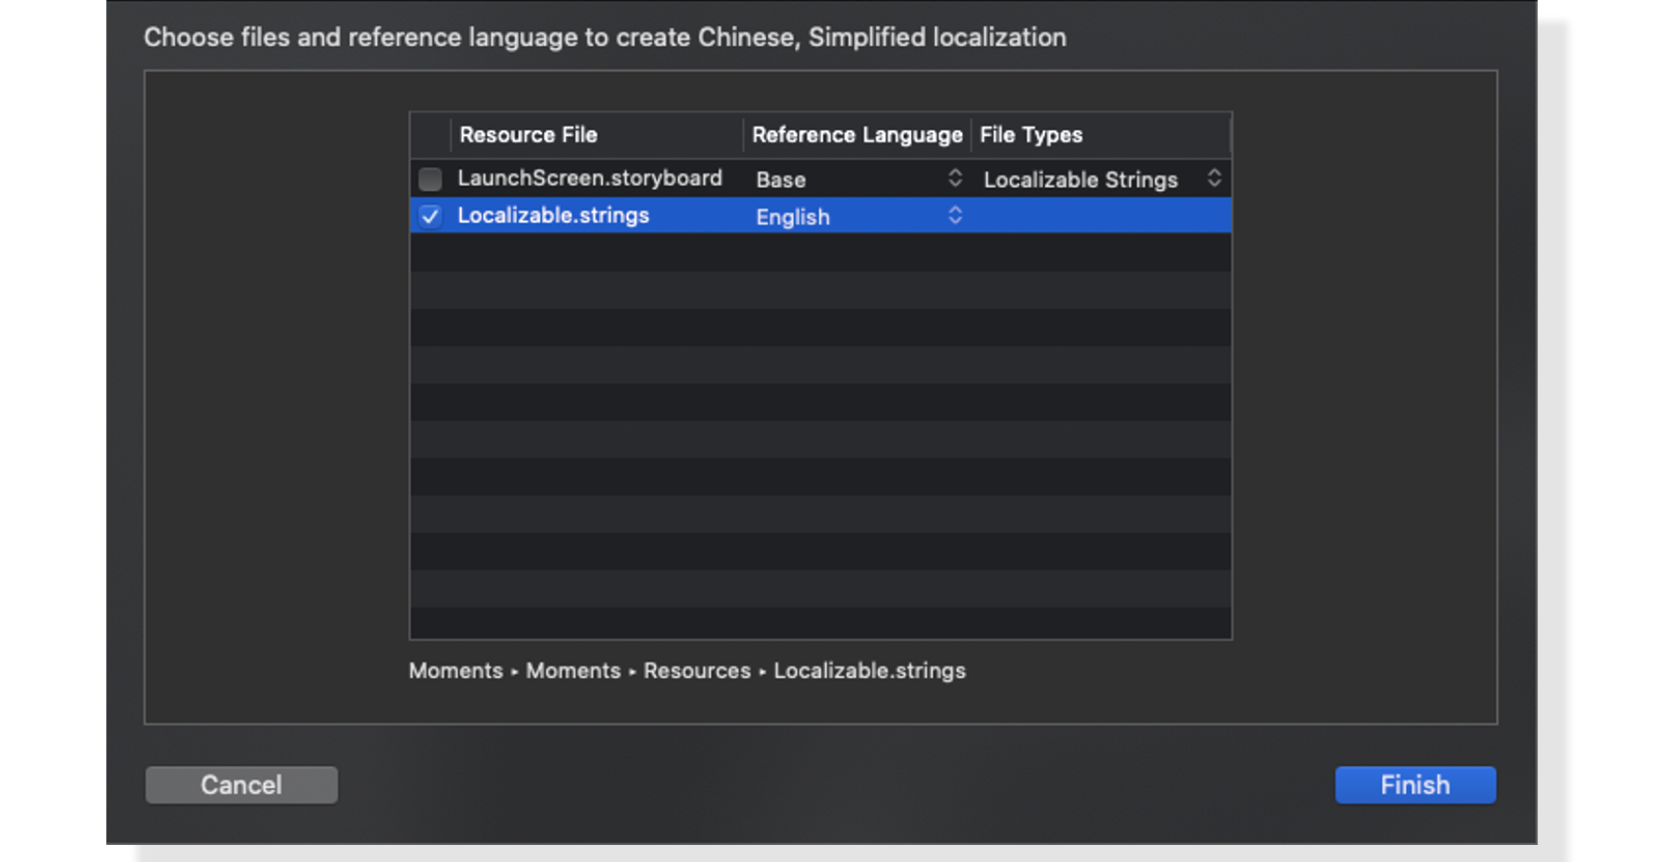 Choose files and reference language to create Chinese, Simplified localization
Resource File Reference Language File Types
LaunchScreen.storyboard Base Localizable Strings
Localizable.strings English
Moments ▸ Moments ▸ Resources ▸ Localizable.strings
Cancel Finish